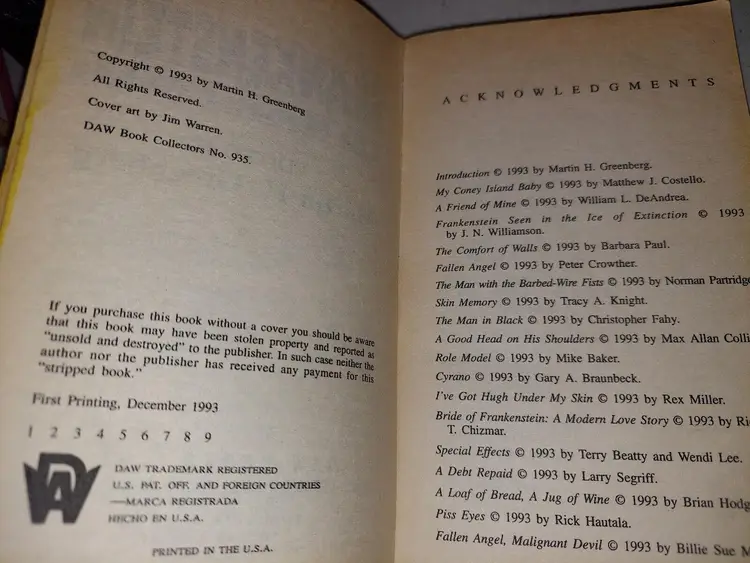 Copyright © 1993 by Martin H. Greenberg
All Rights Reserved.
Cover art by Jim Warren.
DAW Book Collectors No. 935.
If you purchase this book without a cover you should be aware
that this book may have been stolen property and reported as
"unsold and destroyed" to the publisher. In such case neither the
author nor the publisher has received any payment for this
"stripped book."
First Printing, December 1993
1 2 3 4 5 6 7 8 9
DAW
DAW TRADEMARK REGISTERED
U.S. PAT. OFF. AND FOREIGN COUNTRIES
—MARCA REGISTRADA
HECHO EN U.S.A.
PRINTED IN THE U.S.A.
ACKNOWLEDGMENTS
Introduction © 1993 by Martin H. Greenberg.
My Coney Island Baby © 1993 by Matthew J. Costello.
A Friend of Mine © 1993 by William L. DeAndrea.
Frankenstein Seen in the Ice of Extinction © 1993
by J. N. Williamson.
The Comfort of Walls © 1993 by Barbara Paul.
Fallen Angel © 1993 by Peter Crowther.
The Man with the Barbed-Wire Fists © 1993 by Norman Partridge
Skin Memory © 1993 by Tracy A. Knight.
The Man in Black © 1993 by Christopher Fahy.
A Good Head on His Shoulders © 1993 by Max Allan Colli
Role Model © 1993 by Mike Baker.
Cyrano © 1993 by Gary A. Braunbeck.
I've Got Hugh Under My Skin © 1993 by Rex Miller.
Bride of Frankenstein: A Modern Love Story © 1993 by Ric
T. Chizmar.
Special Effects © 1993 by Terry Beatty and Wendi Lee.
A Debt Repaid © 1993 by Larry Segriff.
A Loaf of Bread, A Jug of Wine © 1993 by Brian Hodg
Piss Eyes © 1993 by Rick Hautala.
Fallen Angel, Malignant Devil © 1993 by Billie Sue M